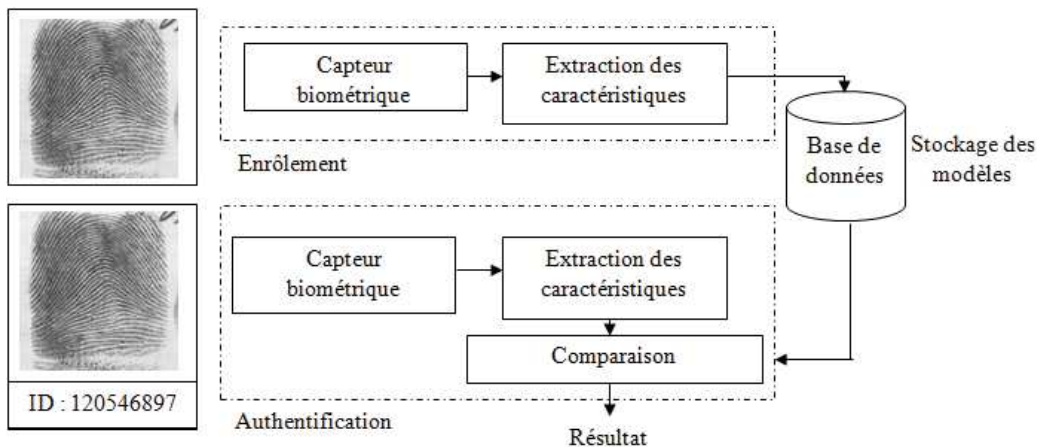 Capteur
biométrique
Extraction des
caractéristiques
Enrôlement
Base de
données
Stockage des
modèles
Capteur
biométrique
Extraction des
caractéristiques
Comparaison
ID : 120546897
Authentification
Résultat